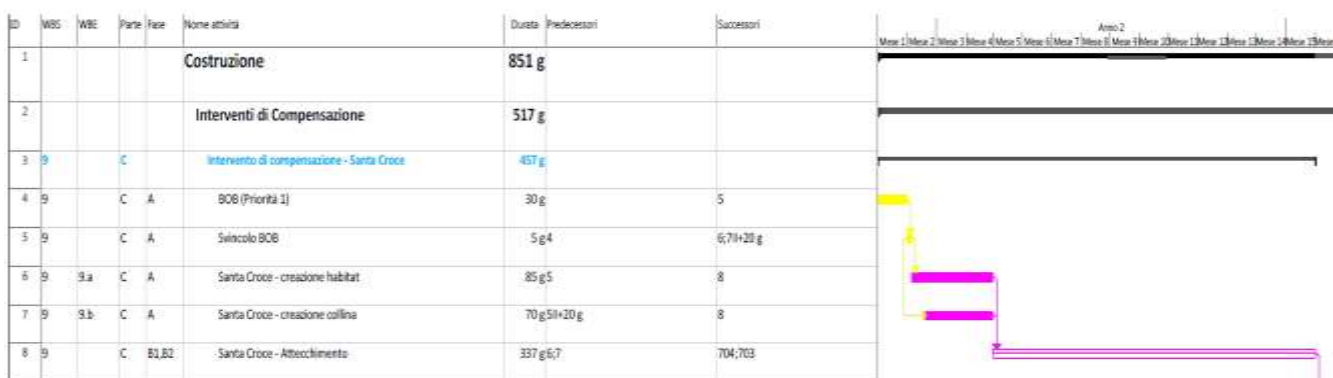 ID WBS WBE Parte Fase Nome attività Durata Predecessori Successori Anno 2
Mese 1 Mese 2 Mese 3 Mese 4 Mese 5 Mese 6 Mese 7 Mese 8 Mese 9 Mese 10 Mese 11 Mese 12 Mese 13 Mese 14 Mese 15
1 Costruzione 851 g
2 Interventi di Compensazione 517 g
3 9 C Intervento di compensazione - Santa Croce 457 g
4 9 C A BOB (Priorità 1) 30 g 5
5 9 C A Svincolo BOB 5 g 4 6;7II+20 g
6 9 9.a C A Santa Croce - creazione habitat 85 g 5 8
7 9 9.b C A Santa Croce - creazione collina 70 g 5II+20 g 8
8 9 C B1,B2 Santa Croce - Attecchimento 337 g 6;7 704;703